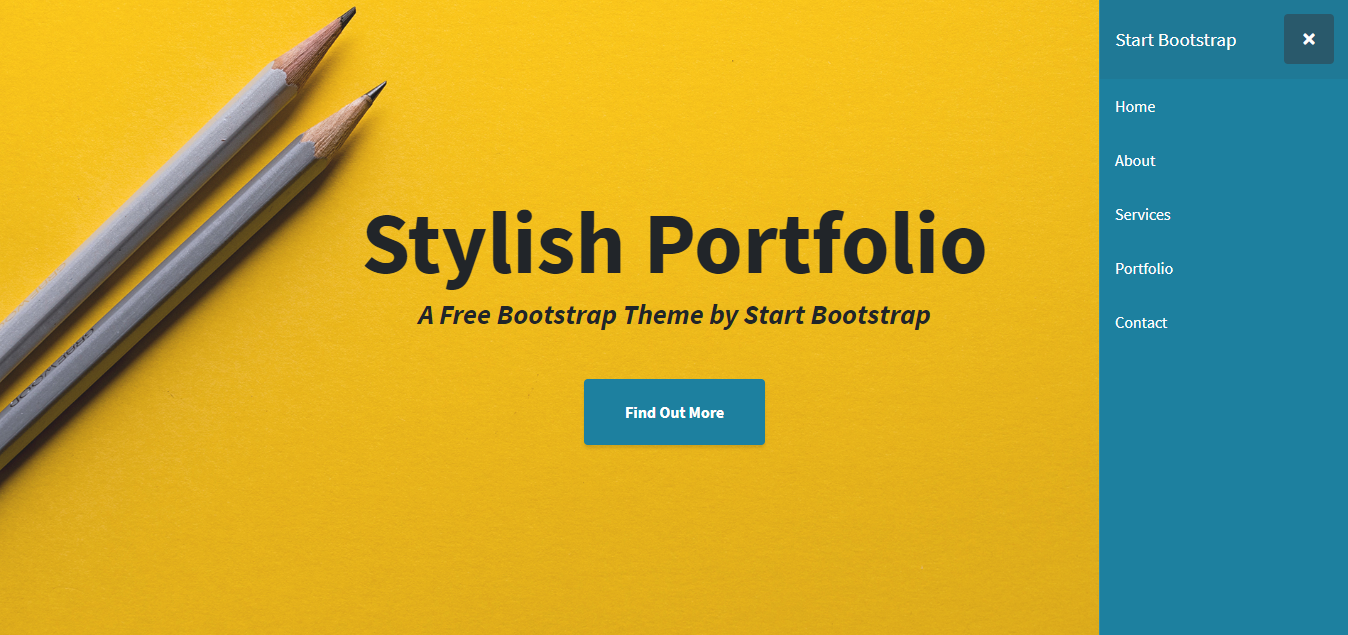 Start Bootstrap
Home
About
Services
Portfolio
Contact
Stylish Portfolio
A Free Bootstrap Theme by Start Bootstrap
Find Out More